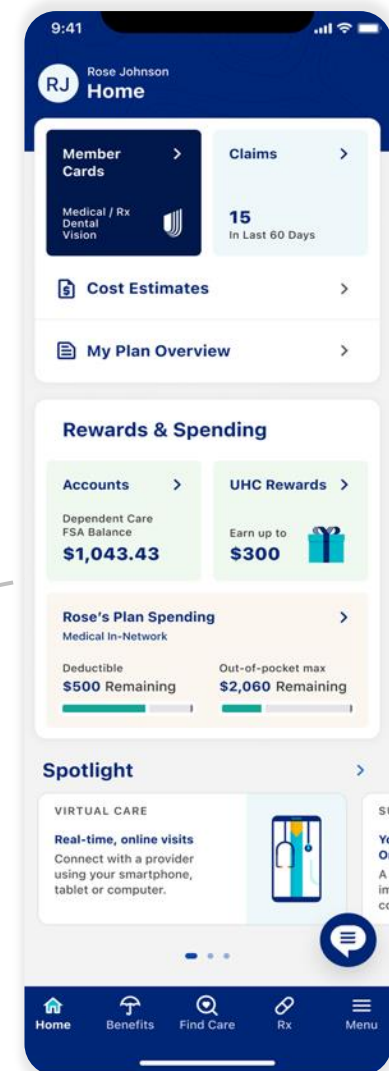 9:41
RJ
Rose Johnson
Home
Member
Cards
Medical / Rx
Dental
Vision
Claims
15
In Last 60 Days
Cost Estimates
My Plan Overview
Rewards & Spending
Accounts
Dependent Care
FSA Balance
$1,043.43
UHC Rewards
Earn up to
$300
Rose's Plan Spending
Medical In-Network
Deductible
$500 Remaining
Out-of-pocket max
$2,060 Remaining
Spotlight
VIRTUAL CARE
Real-time, online visits
Connect with a provider
using your smartphone,
tablet or computer.
Home
Benefits
Find Care
Rx
Menu